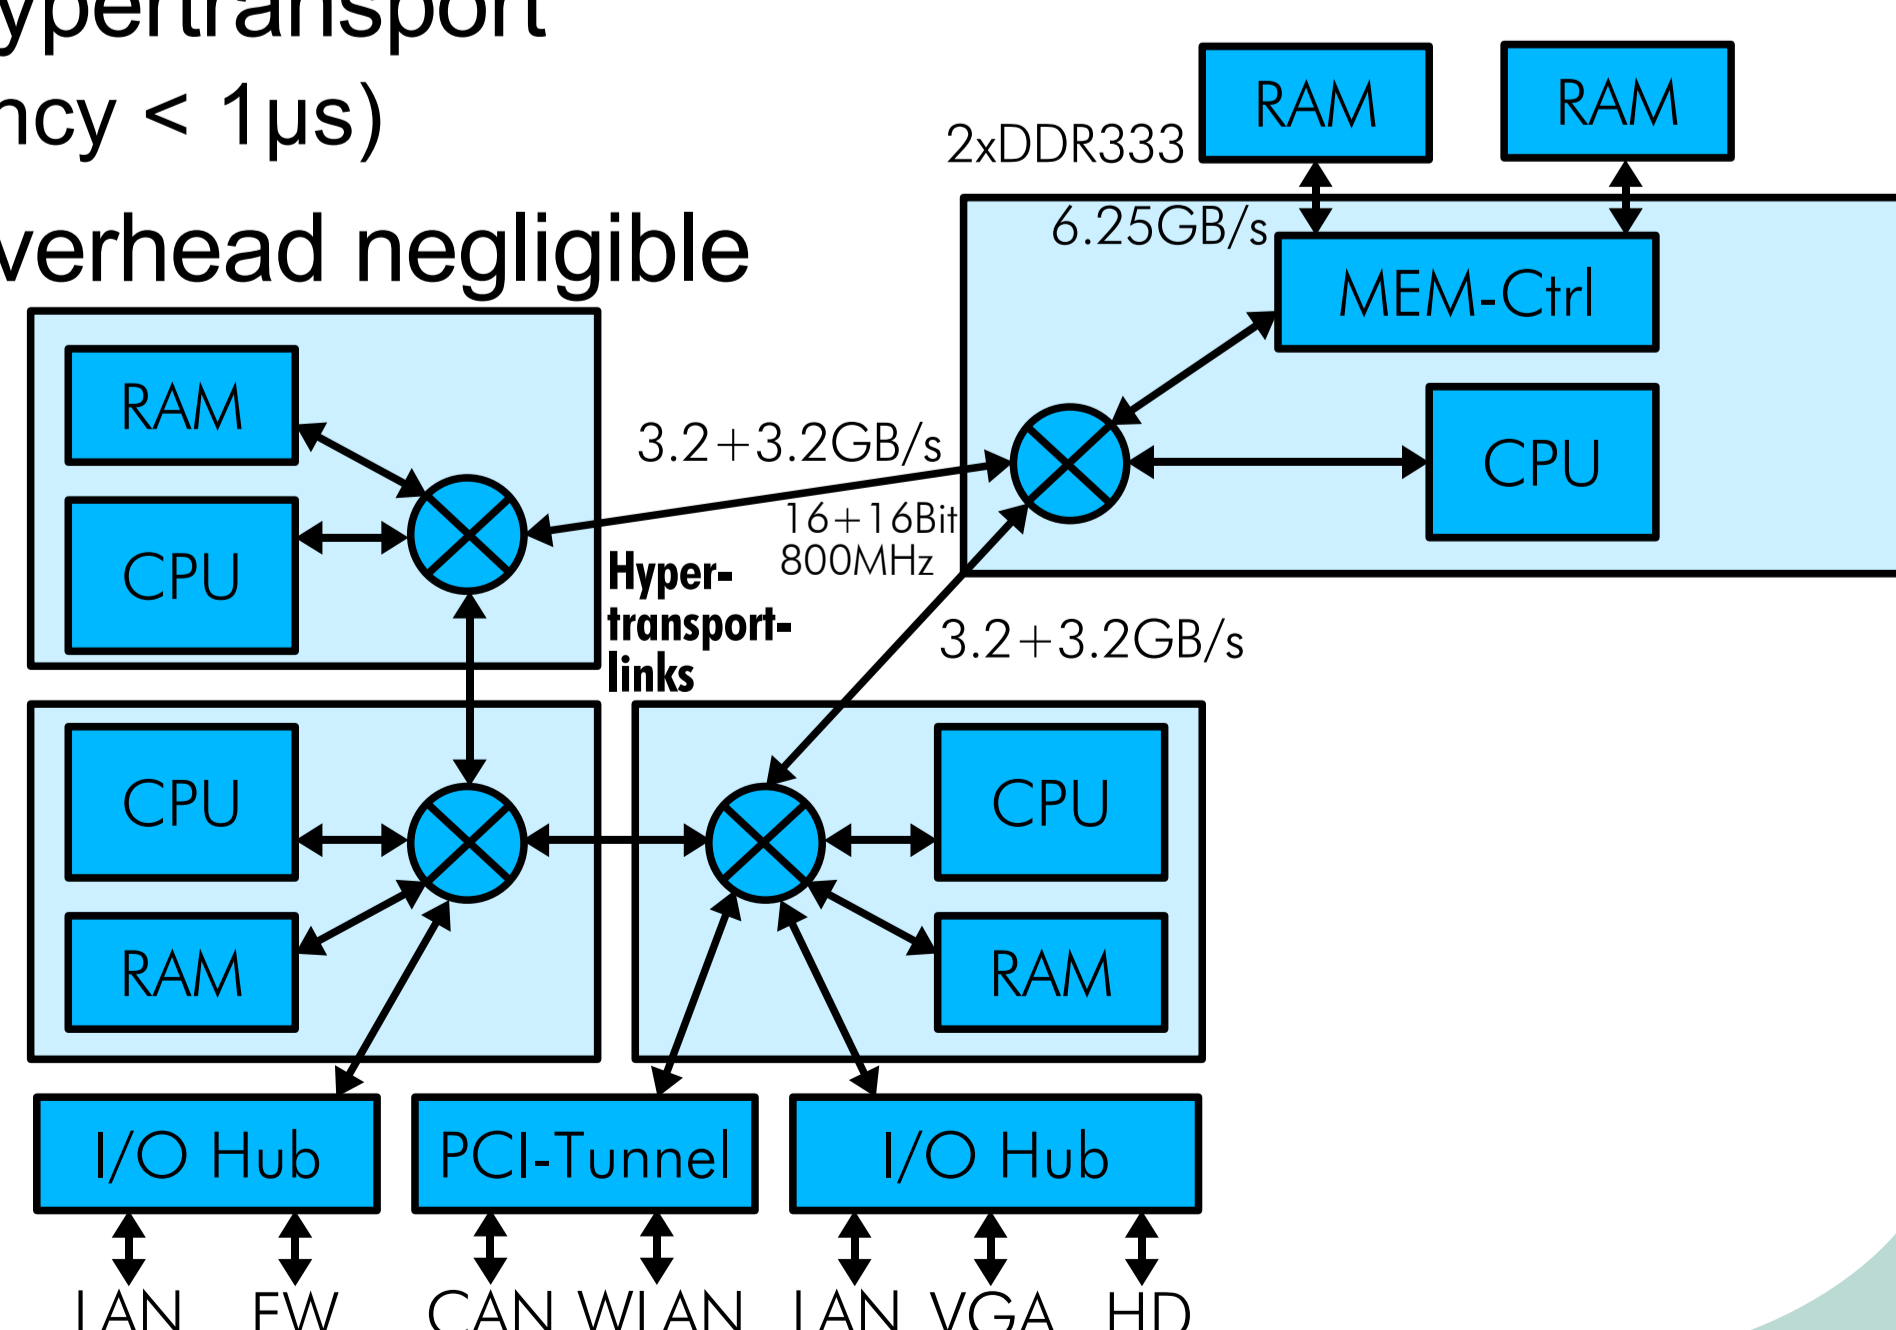 ypertransport
ncy < 1µs)
verhead negligible
RAM
RAM
2xDDR333
6.25GB/s
MEM-Ctrl
CPU
RAM
CPU
3.2+3.2GB/s
16+16Bit
800MHz
Hyper-
transport-
links
3.2+3.2GB/s
CPU
RAM
CPU
RAM
I/O Hub
PCI-Tunnel
I/O Hub
LAN FW CAN WLAN LAN VGA HD